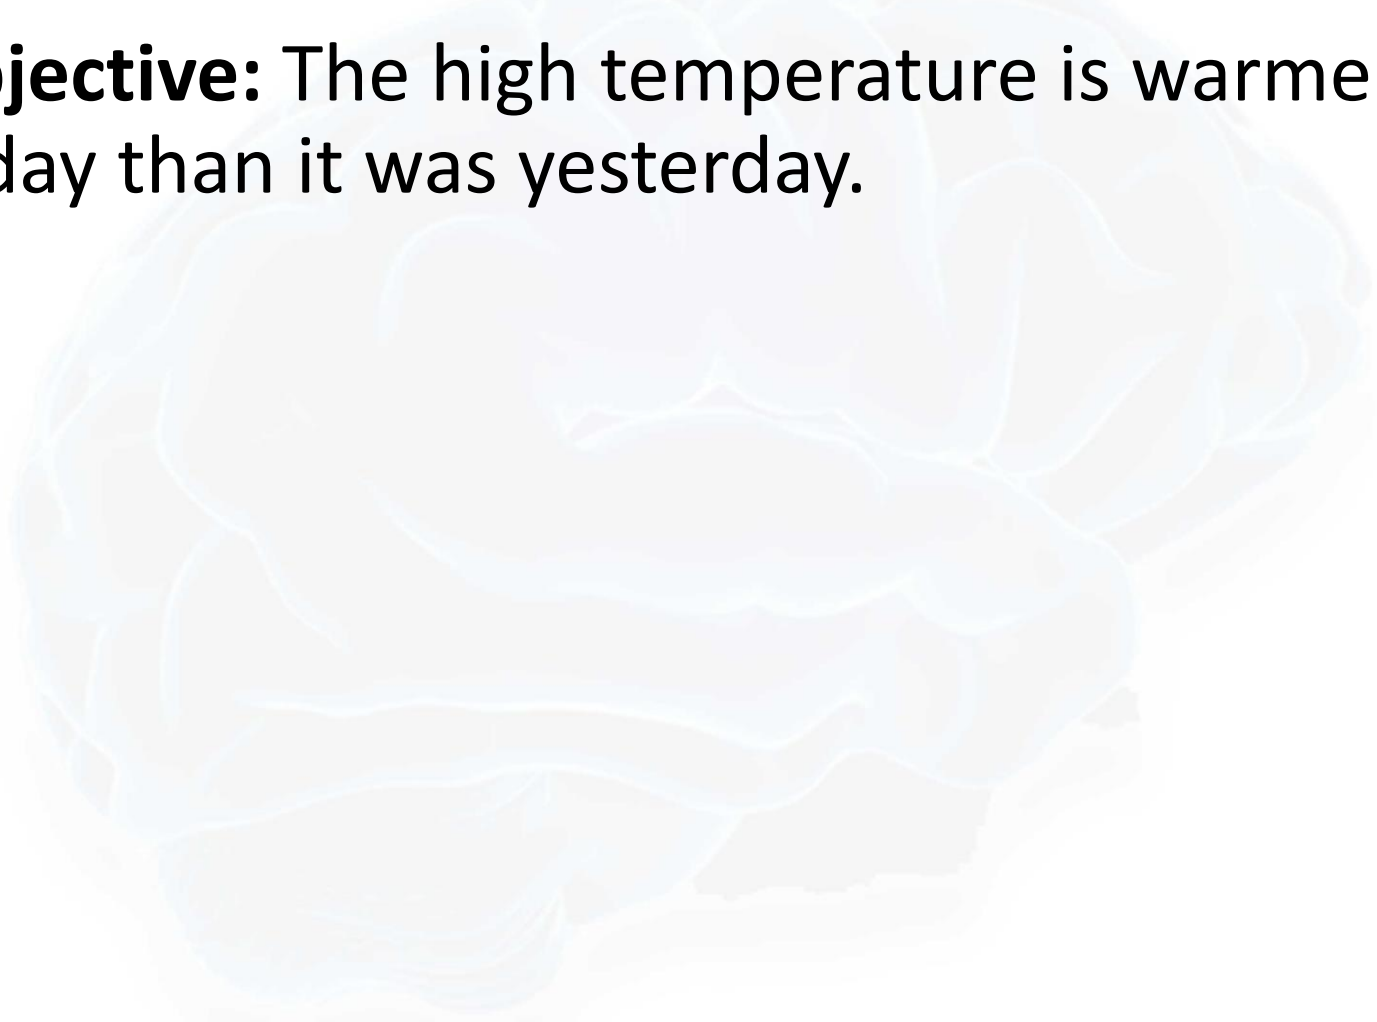 jective: The high temperature is warme
day than it was yesterday.